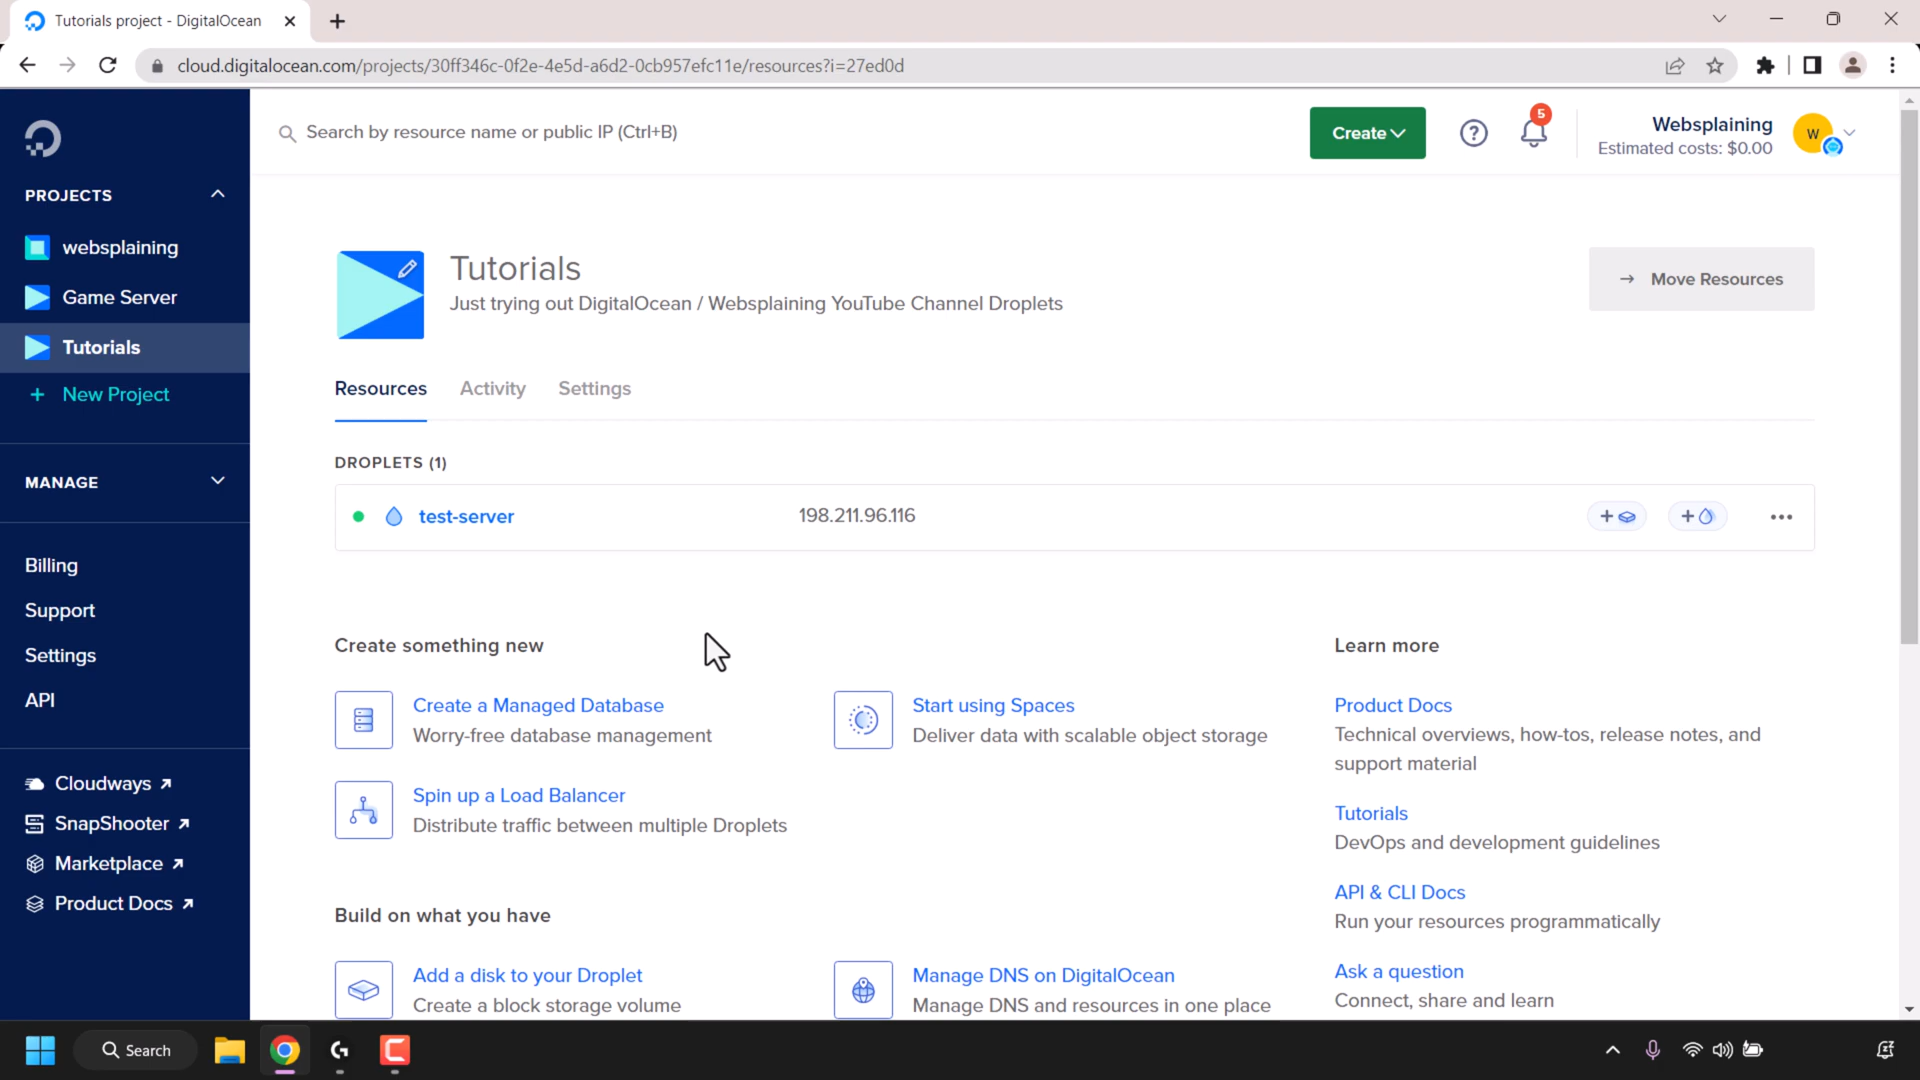 Tutorials project - DigitalOcean
cloud.digitalocean.com/projects/30ff346c-0f2e-4e5d-a6d2-0cb957efc11e/resources?i=27ed0d
Search by resource name or public IP (Ctrl+B)
Create
5
Websplaining
Estimated costs: $0.00
W
PROJECTS
websplaining
Game Server
Tutorials
+ New Project
MANAGE
Billing
Support
Settings
API
Cloudways
SnapShooter
Marketplace
Product Docs
Tutorials
Just trying out DigitalOcean / Websplaining YouTube Channel Droplets
→ Move Resources
Resources Activity Settings
DROPLETS (1)
test-server 198.211.96.116
Create something new
Create a Managed Database
Worry-free database management
Start using Spaces
Deliver data with scalable object storage
Spin up a Load Balancer
Distribute traffic between multiple Droplets
Build on what you have
Add a disk to your Droplet
Create a block storage volume
Manage DNS on DigitalOcean
Manage DNS and resources in one place
Learn more
Product Docs
Technical overviews, how-tos, release notes, and
support material
Tutorials
DevOps and development guidelines
API & CLI Docs
Run your resources programmatically
Ask a question
Connect, share and learn
Search